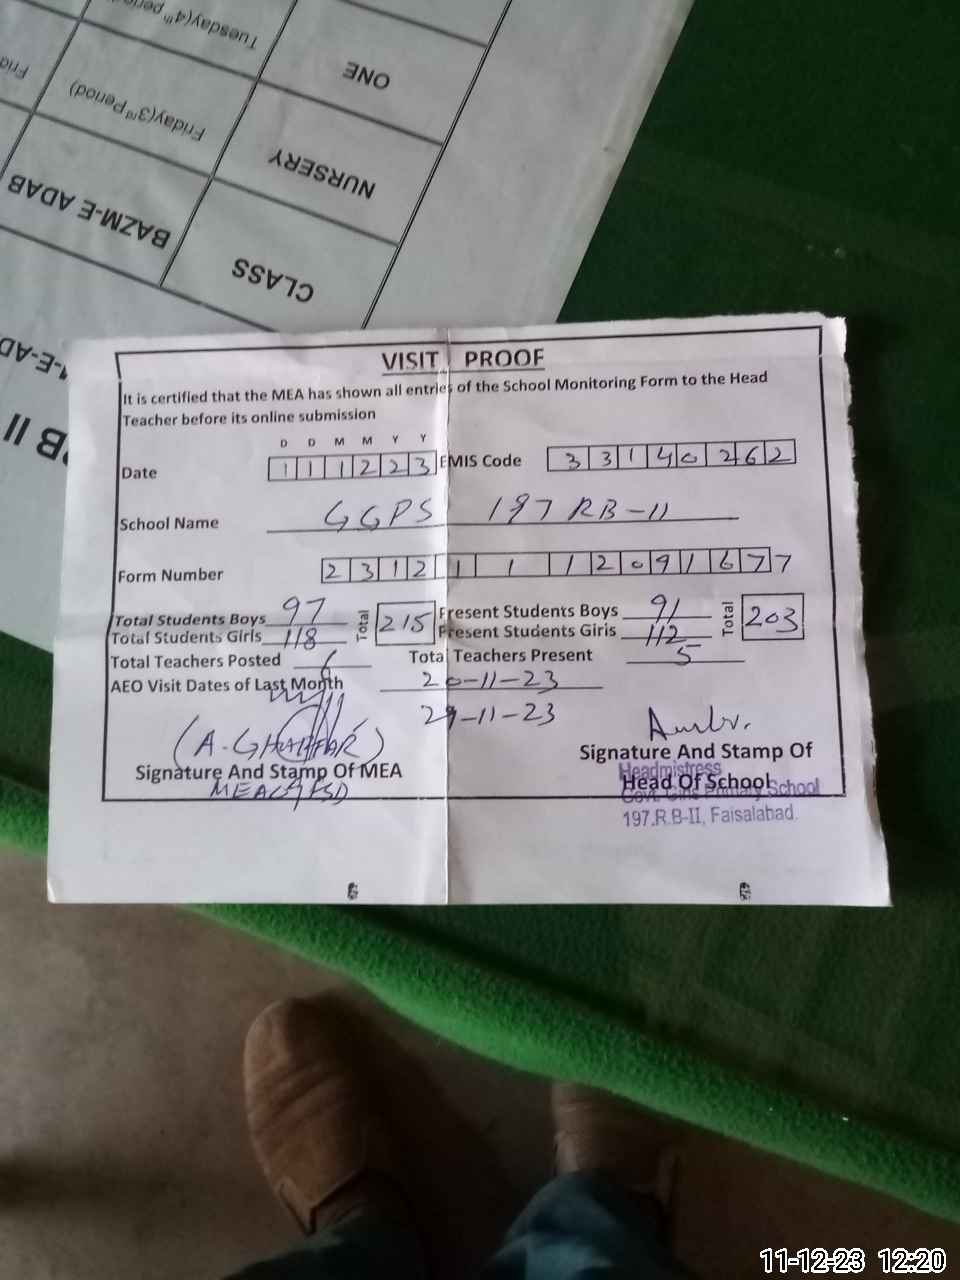 Tuesday(4th
ONE
Friday(3rd Period)
NURSERY
BAZM-E ADAB
CLASS
VISIT PROOF
It is certified that the MEA has shown all entries of the School Monitoring Form to the Head
Teacher before its online submission
D D M M Y Y
Date 1 1 1 2 2 3 EMIS Code 3 3 1 4 0 2 6 2
School Name GGPS 197 RB-11
Form Number 2 3 1 2 1 1 1 2 0 9 1 6 7 7
Total Students Boys 97 Total 215 Present Students Boys 91 Total 203
Total Students Girls 118 Present Students Girls 112
Total Teachers Posted 6 Total Teachers Present 5
AEO Visit Dates of Last Month 20-11-23
29-11-23
(A. GHAFFAR)
Signature And Stamp Of MEA Signature And Stamp Of
Headmistress
Head Of School
Govt. Girls Primary School
197.R.B-II, Faisalabad.
11-12-23 12:20